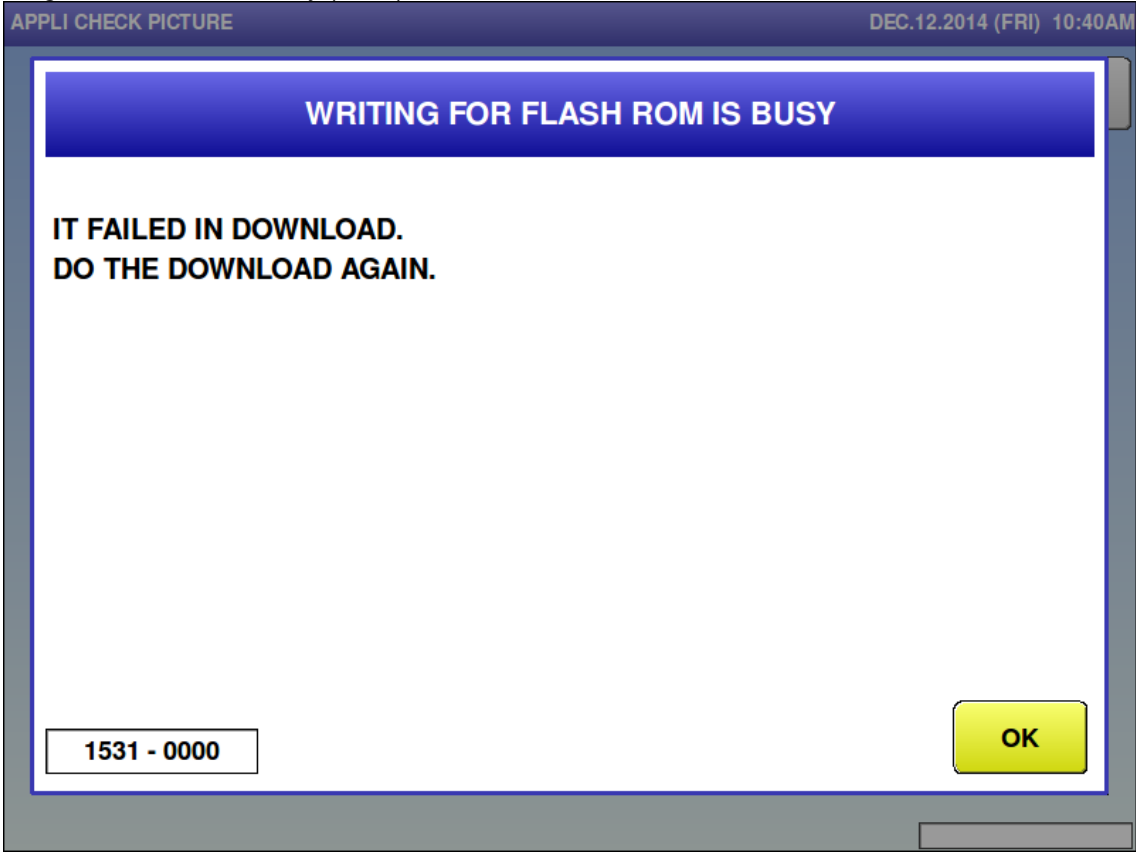 APPLI CHECK PICTURE
DEC.12.2014 (FRI) 10:40AM
WRITING FOR FLASH ROM IS BUSY
IT FAILED IN DOWNLOAD.
DO THE DOWNLOAD AGAIN.
1531 - 0000
OK